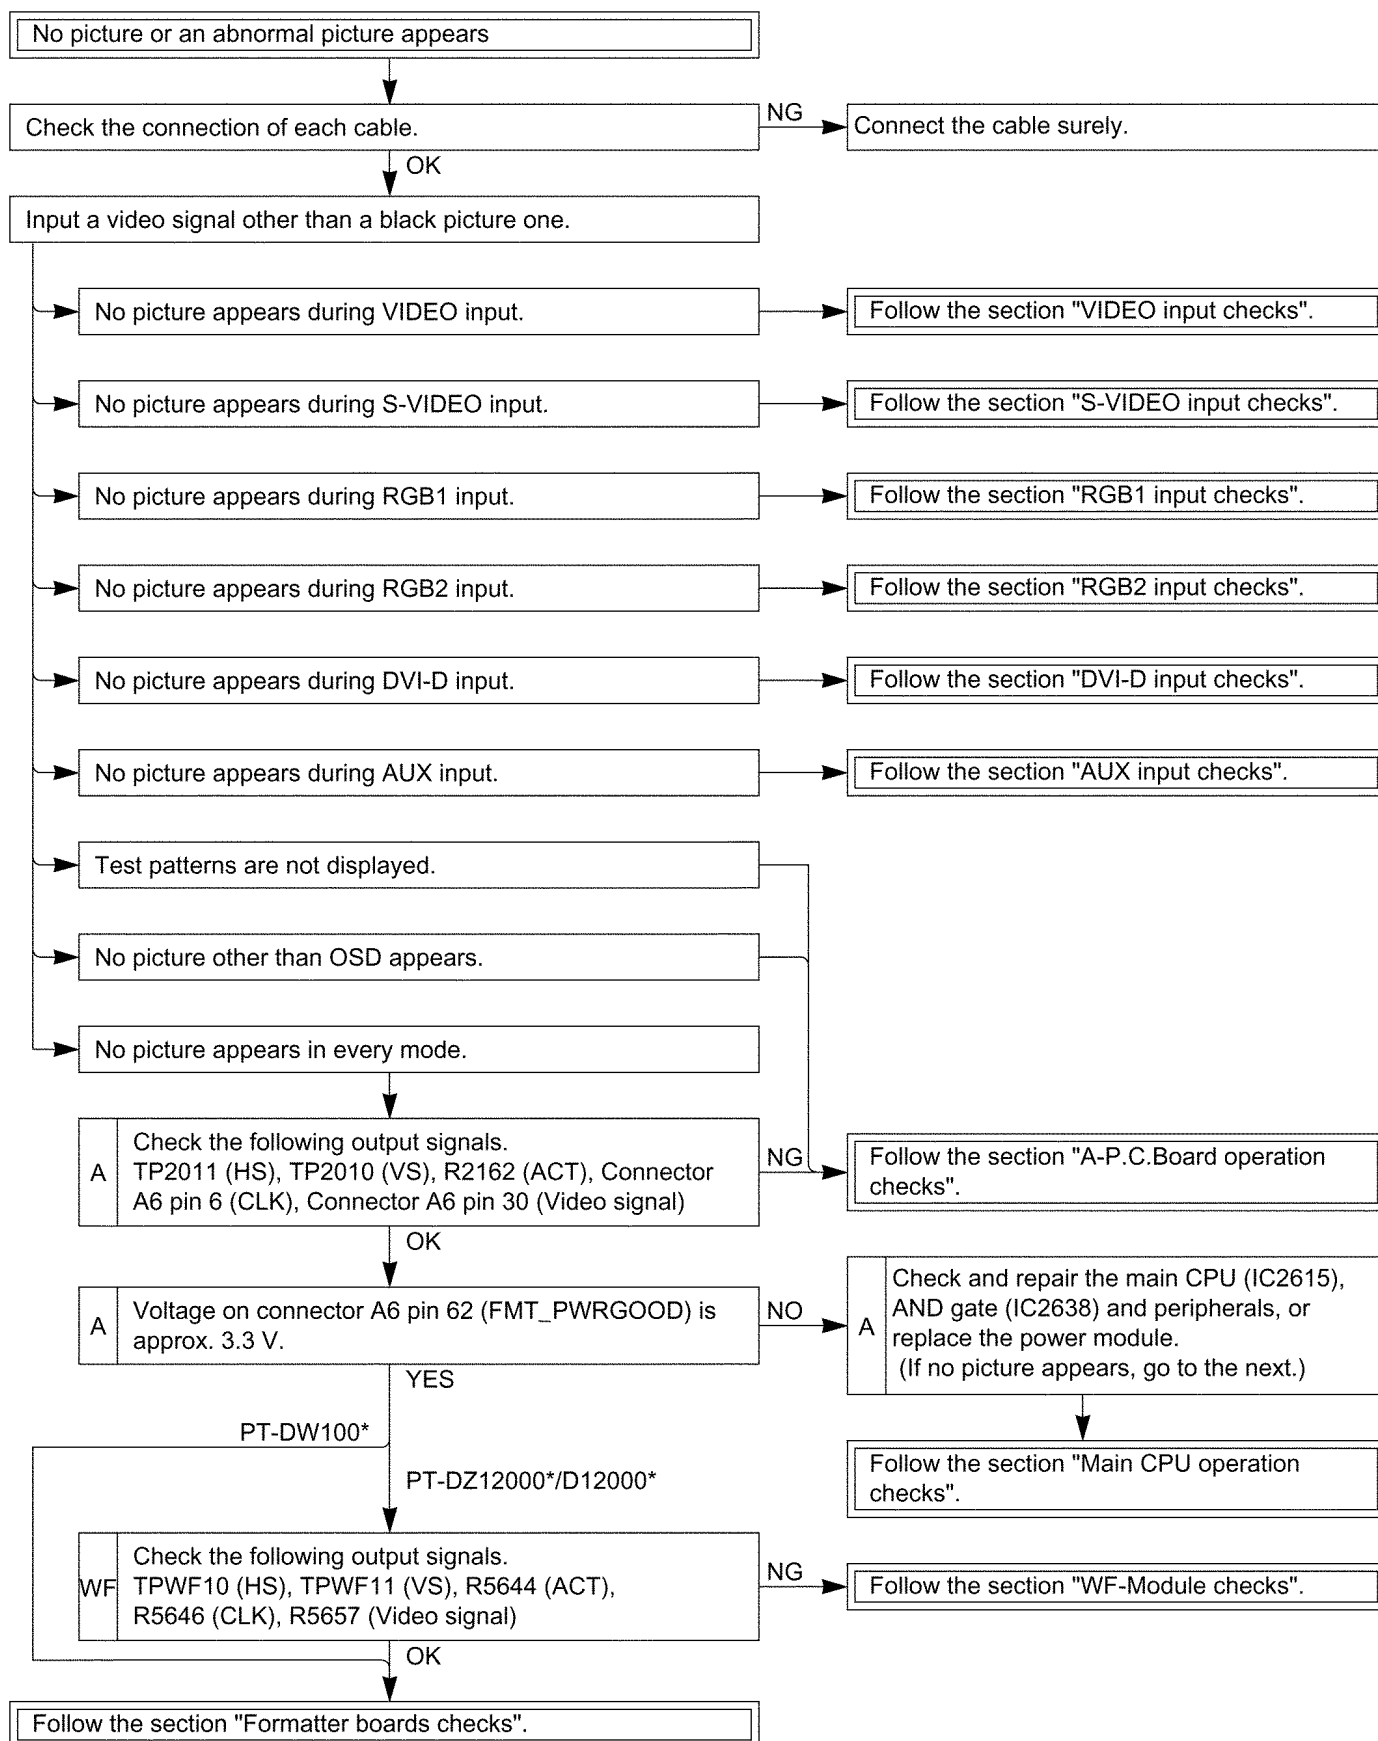 No picture or an abnormal picture appears
Check the connection of each cable.
NG
Connect the cable surely.
OK
Input a video signal other than a black picture one.
No picture appears during VIDEO input.
Follow the section "VIDEO input checks".
No picture appears during S-VIDEO input.
Follow the section "S-VIDEO input checks".
No picture appears during RGB1 input.
Follow the section "RGB1 input checks".
No picture appears during RGB2 input.
Follow the section "RGB2 input checks".
No picture appears during DVI-D input.
Follow the section "DVI-D input checks".
No picture appears during AUX input.
Follow the section "AUX input checks".
Test patterns are not displayed.
No picture other than OSD appears.
No picture appears in every mode.
A
Check the following output signals.
TP2011 (HS), TP2010 (VS), R2162 (ACT), Connector
A6 pin 6 (CLK), Connector A6 pin 30 (Video signal)
NG
Follow the section "A-P.C.Board operation
checks".
OK
A
Voltage on connector A6 pin 62 (FMT_PWRGOOD) is
approx. 3.3 V.
NO
A
Check and repair the main CPU (IC2615),
AND gate (IC2638) and peripherals, or
replace the power module.
(If no picture appears, go to the next.)
YES
PT-DW100*
PT-DZ12000*/D12000*
Follow the section "Main CPU operation
checks".
WF
Check the following output signals.
TPWF10 (HS), TPWF11 (VS), R5644 (ACT),
R5646 (CLK), R5657 (Video signal)
NG
Follow the section "WF-Module checks".
OK
Follow the section "Formatter boards checks".